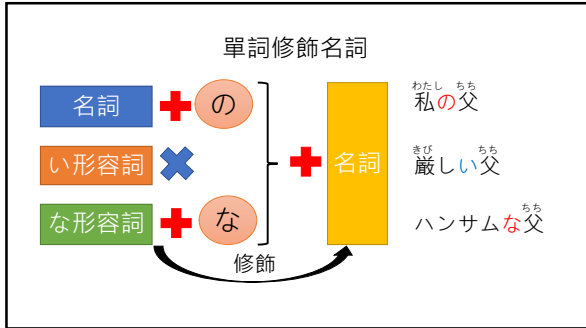 單詞修飾名詞
名詞
の
い形容詞
な形容詞
な
名詞
修飾
わたし ちち
私の父
きび ちち
厳しい父
ちち
ハンサムな父